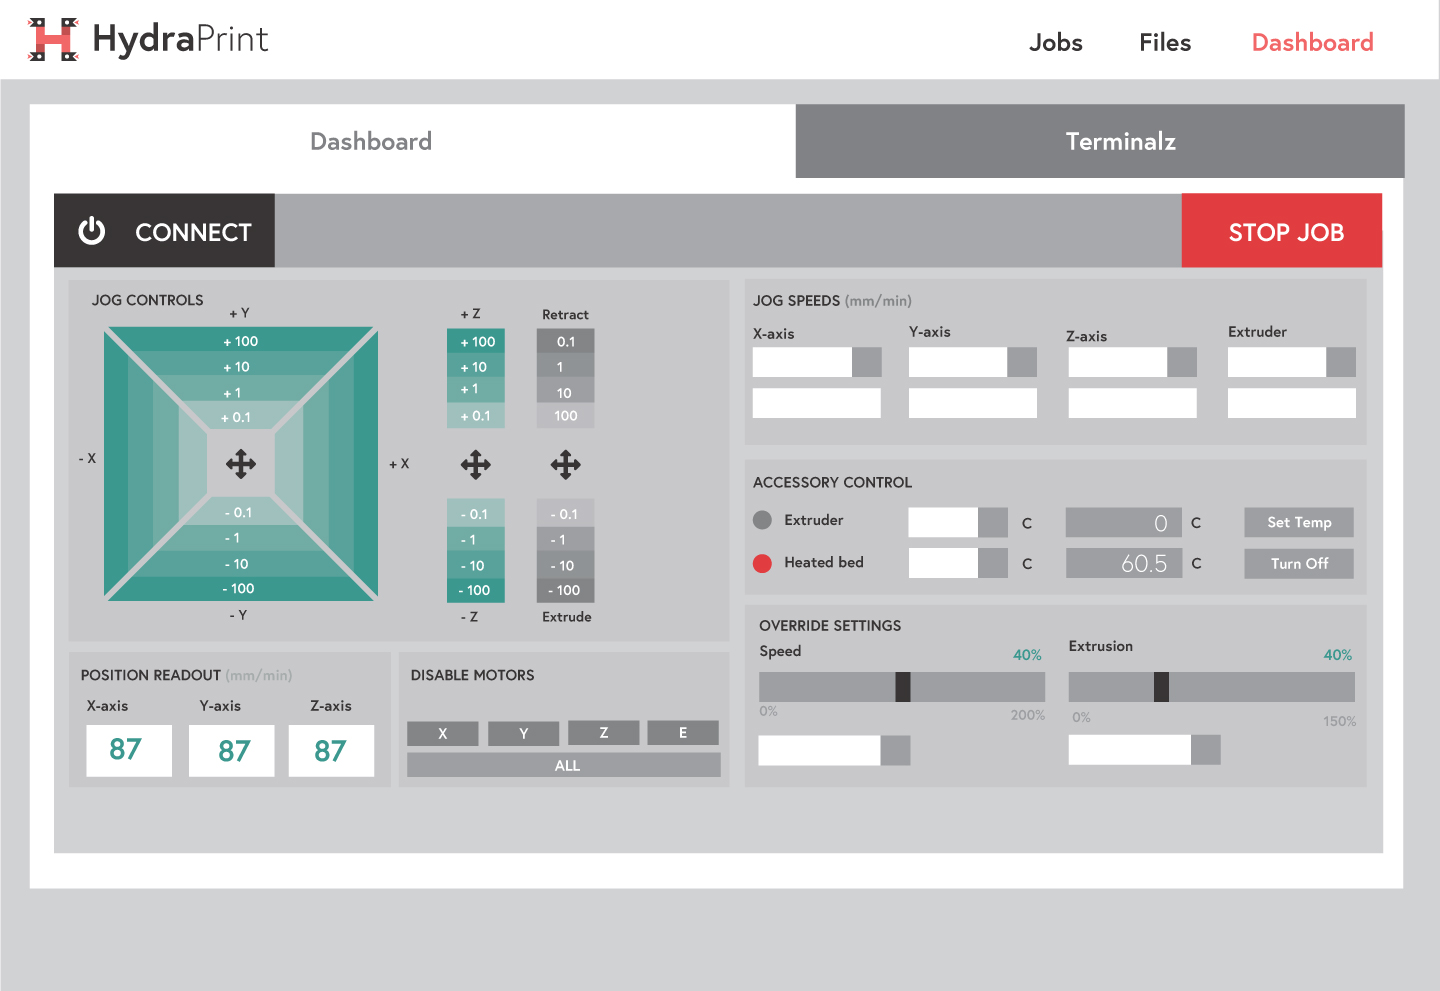 HydraPrint
Jobs
Files
Dashboard
Dashboard
Terminalz
CONNECT
STOP JOB
JOG CONTROLS
+ Y
+ 100
+ 10
+ 1
+ 0.1
- X
+ X
- 0.1
- 1
- 10
- 100
- Y
+ Z
+ 100
+ 10
+ 1
+ 0.1
- 0.1
- 1
- 10
- 100
- Z
Retract
0.1
1
10
100
- 0.1
- 1
- 10
- 100
Extrude
JOG SPEEDS (mm/min)
X-axis
Y-axis
Z-axis
Extruder
ACCESSORY CONTROL
Extruder
C
0
C
Set Temp
Heated bed
C
60.5
C
Turn Off
POSITION READOUT (mm/min)
X-axis
Y-axis
Z-axis
87
87
87
DISABLE MOTORS
X
Y
Z
E
ALL
OVERRIDE SETTINGS
Speed
40%
0%
200%
Extrusion
40%
0%
150%